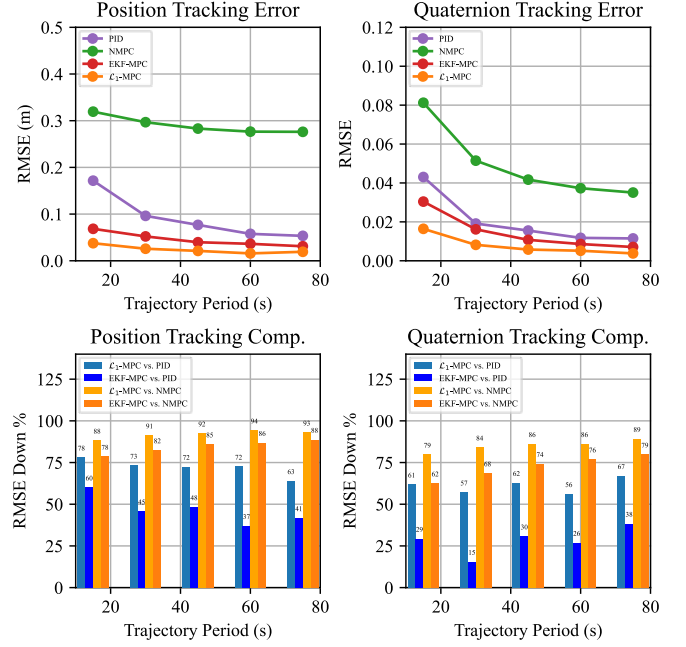 Position Tracking Error
RMSE (m)
0.5
0.4
0.3
0.2
0.1
0.0
PID
NMPC
EKF-MPC
ℒ₁-MPC
20 40 60 80
Trajectory Period (s)
Quaternion Tracking Error
RMSE
0.12
0.10
0.08
0.06
0.04
0.02
0.00
PID
NMPC
EKF-MPC
ℒ₁-MPC
20 40 60 80
Trajectory Period (s)
Position Tracking Comp.
RMSE Down %
125
100
75
50
25
0
ℒ₁-MPC vs. PID
EKF-MPC vs. PID
ℒ₁-MPC vs. NMPC
EKF-MPC vs. NMPC
78 60 88 78
73 45 91 82
72 48 92 85
72 37 94 86
63 41 93 88
20 40 60 80
Trajectory Period (s)
Quaternion Tracking Comp.
RMSE Down %
125
100
75
50
25
0
ℒ₁-MPC vs. PID
EKF-MPC vs. PID
ℒ₁-MPC vs. NMPC
EKF-MPC vs. NMPC
61 29 79 62
57 15 84 68
62 30 86 74
56 26 86 76
67 38 89 79
20 40 60 80
Trajectory Period (s)